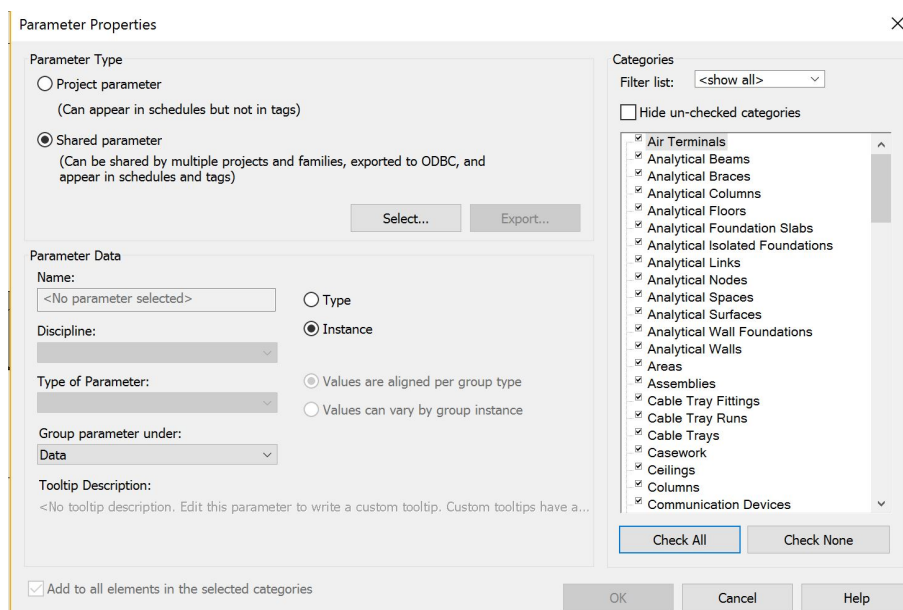 Parameter Properties
Parameter Type
Project parameter
(Can appear in schedules but not in tags)
Shared parameter
(Can be shared by multiple projects and families, exported to ODBC, and
appear in schedules and tags)
Select...
Export...
Parameter Data
Name:
<No parameter selected>
Type
Discipline:
Instance
Type of Parameter:
Values are aligned per group type
Values can vary by group instance
Group parameter under:
Data
Tooltip Description:
<No tooltip description. Edit this parameter to write a custom tooltip. Custom tooltips have a...
Add to all elements in the selected categories
Categories
Filter list:
<show all>
Hide un-checked categories
Air Terminals
Analytical Beams
Analytical Braces
Analytical Columns
Analytical Floors
Analytical Foundation Slabs
Analytical Isolated Foundations
Analytical Links
Analytical Nodes
Analytical Spaces
Analytical Surfaces
Analytical Wall Foundations
Analytical Walls
Areas
Assemblies
Cable Tray Fittings
Cable Tray Runs
Cable Trays
Casework
Ceilings
Columns
Communication Devices
Check All
Check None
OK
Cancel
Help